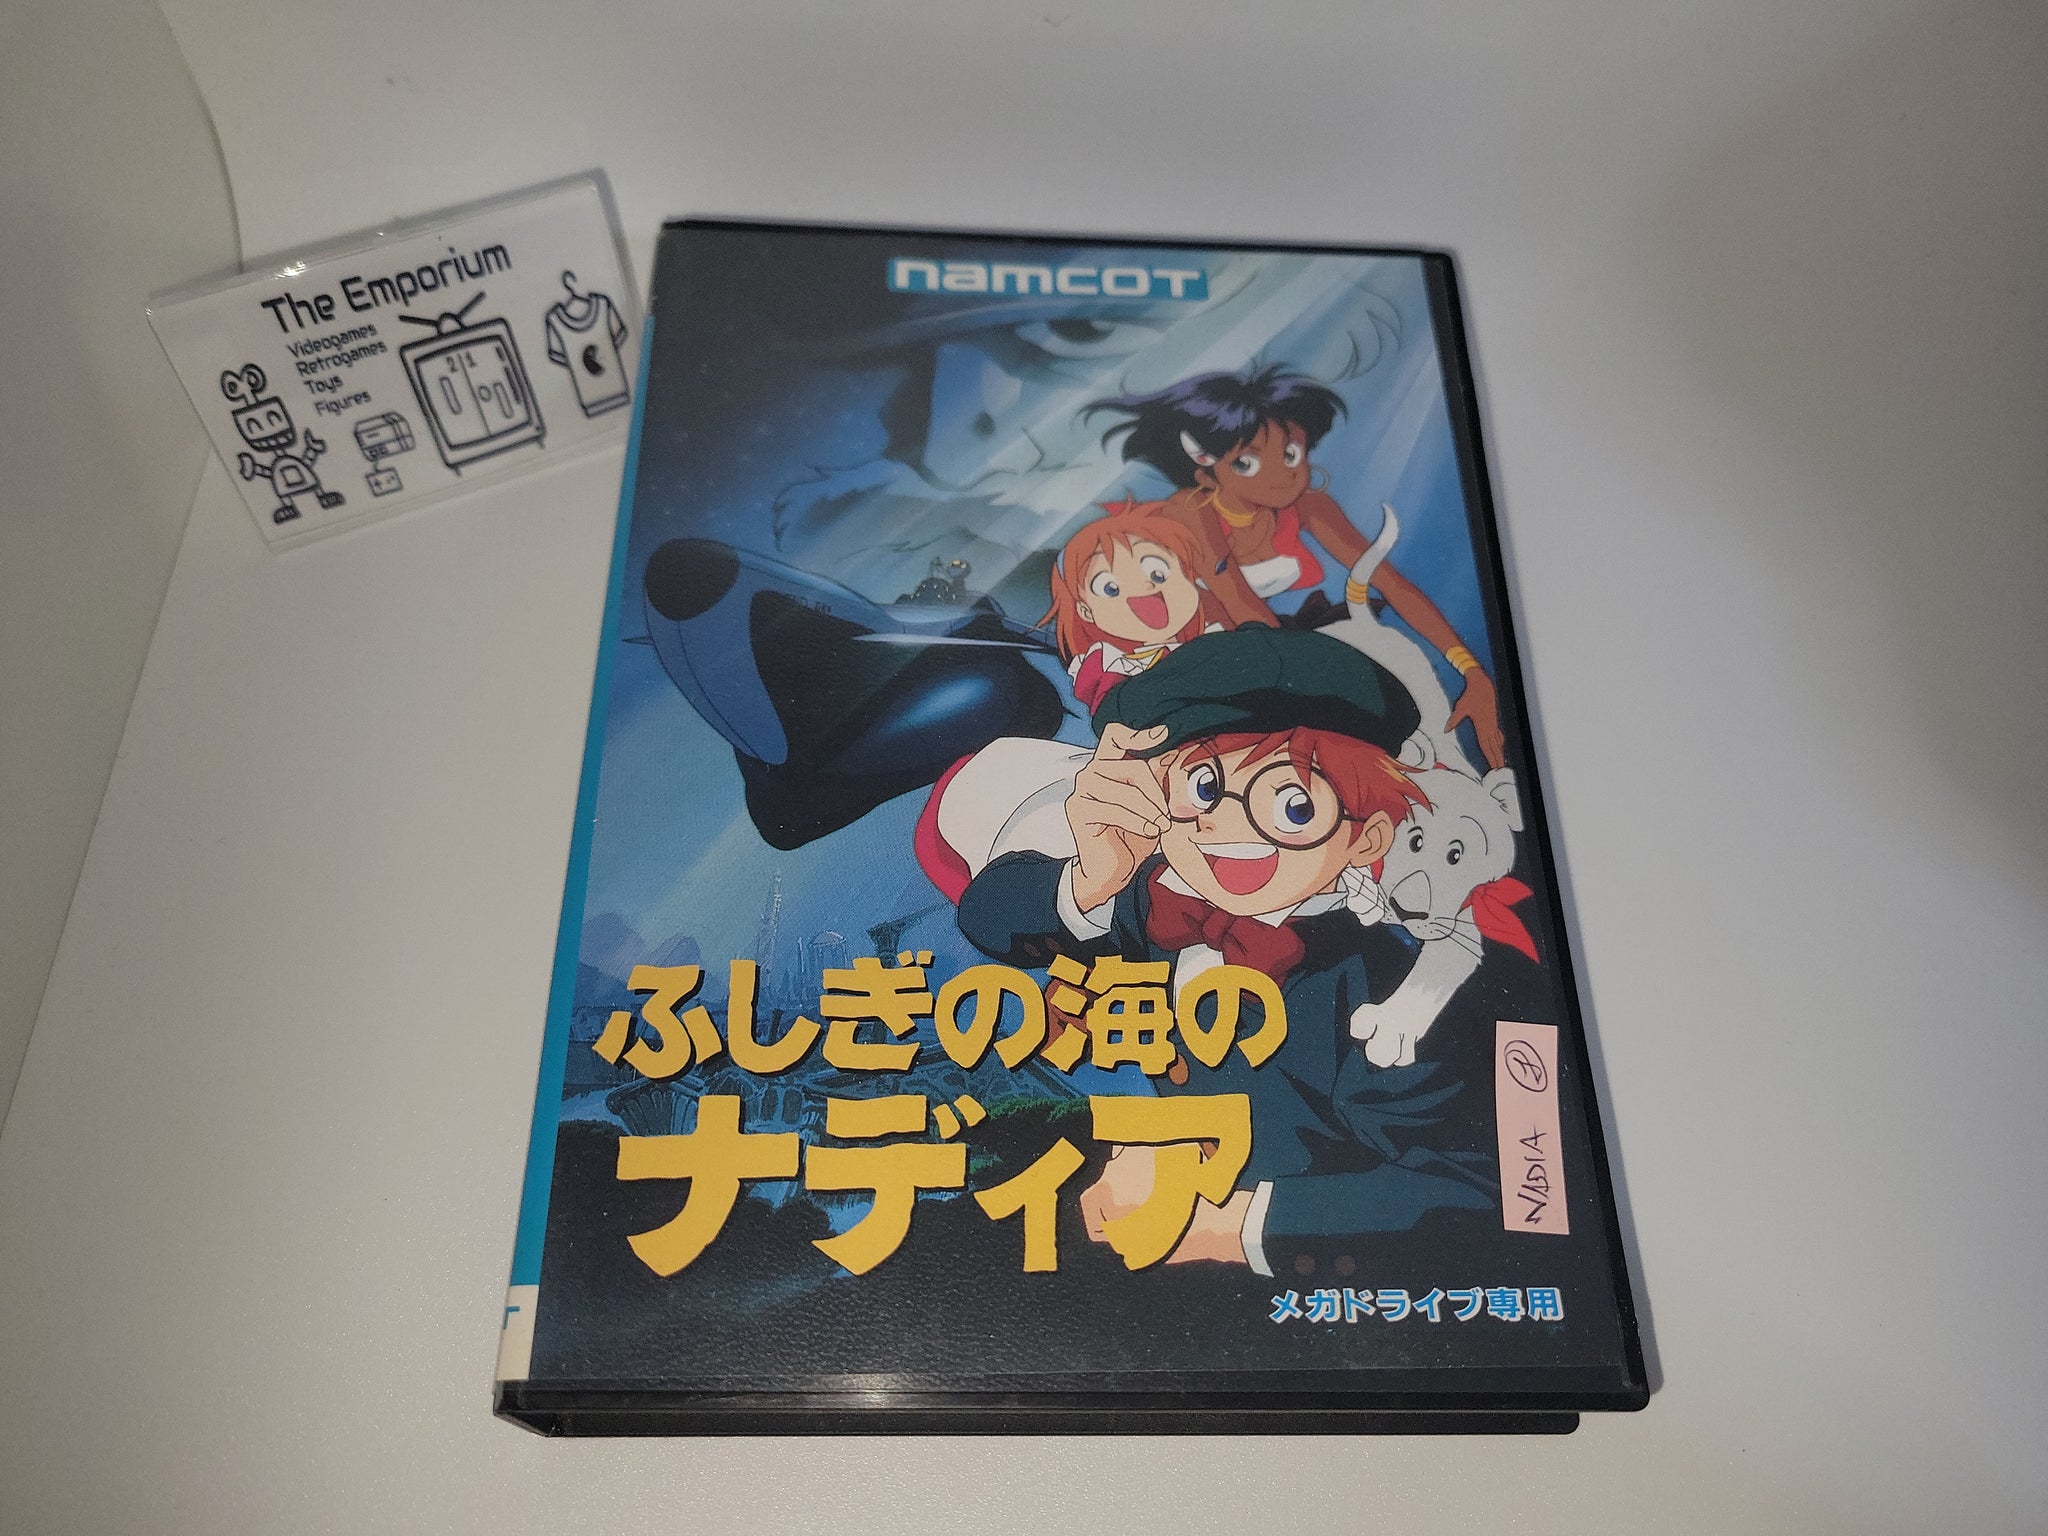 The Emporium
Videogames
Retrogames
Toys
Figures
21
namcoT
ふしぎの海の
ナディア
NADIA
メガドライブ専用
T